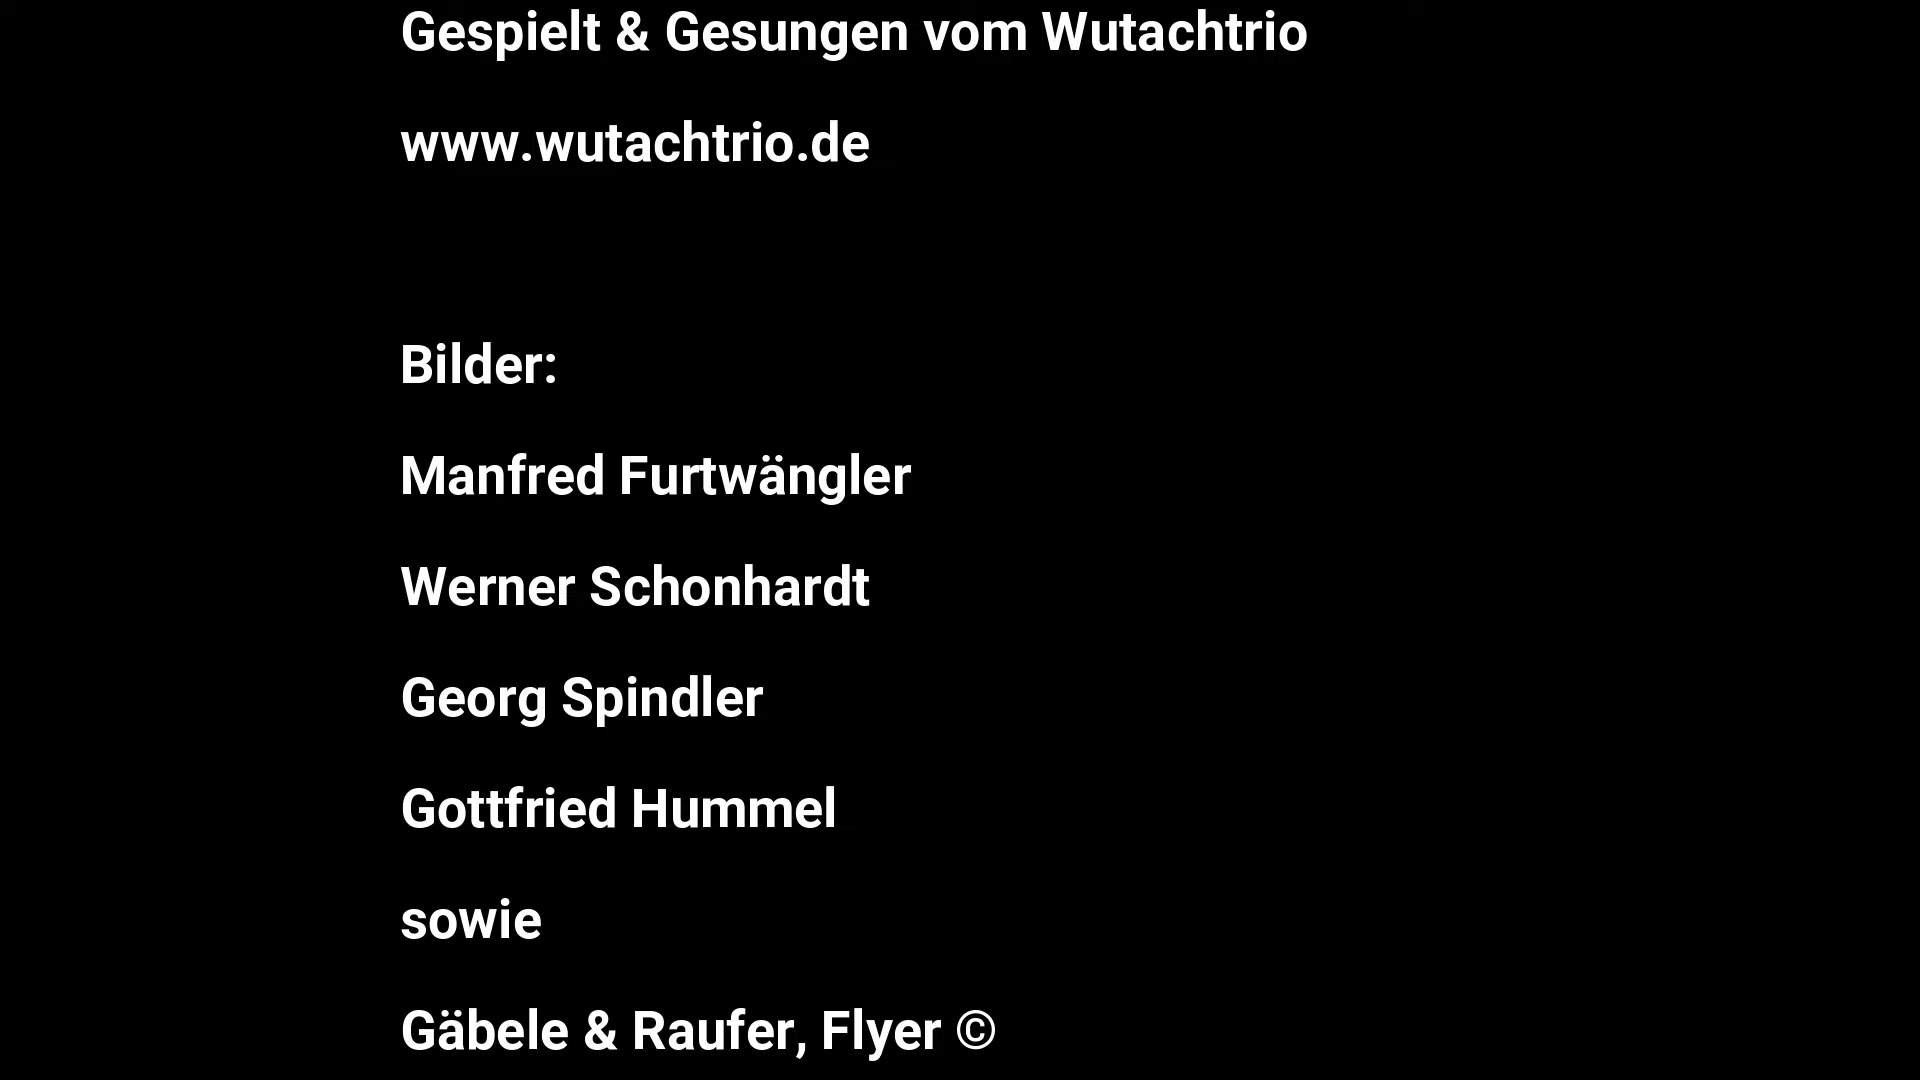 Gespielt & Gesungen vom Wutachtrio
www.wutachtrio.de
Bilder:
Manfred Furtwängler
Werner Schonhardt
Georg Spindler
Gottfried Hummel
sowie
Gäbele & Raufer, Flyer ©